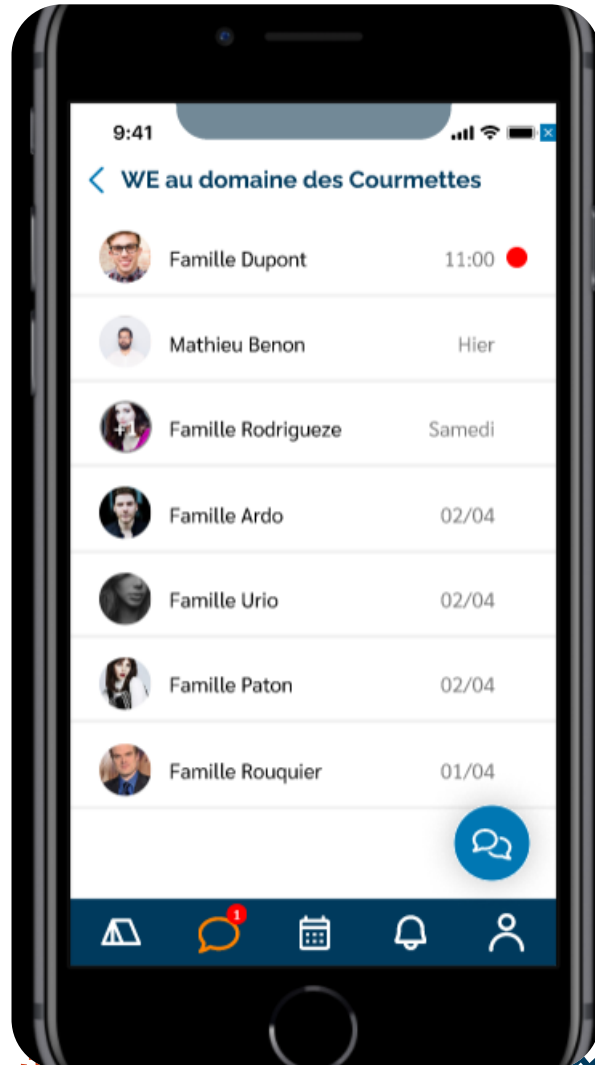 9:41
WE au domaine des Courmettes
Famille Dupont 11:00
Mathieu Benon Hier
+1 Famille Rodrigueze Samedi
Famille Ardo 02/04
Famille Urio 02/04
Famille Paton 02/04
Famille Rouquier 01/04
1